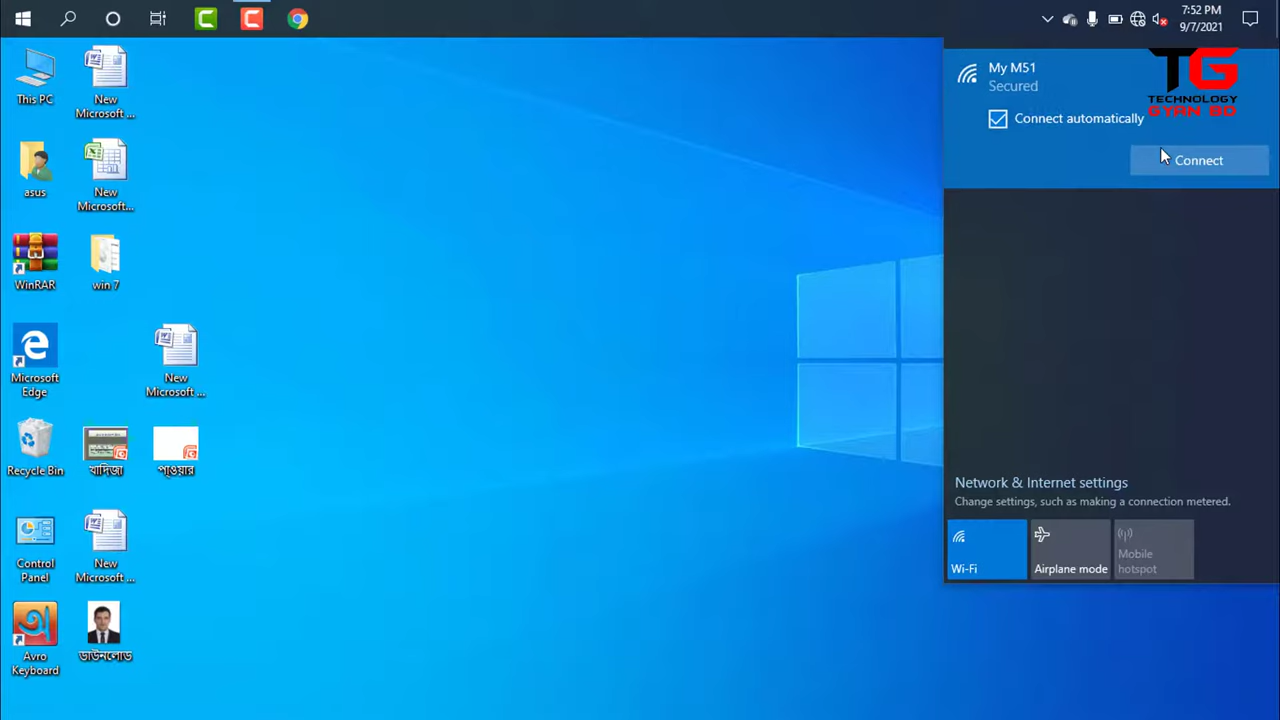 7:52 PM
9/7/2021
This PC
New
Microsoft ...
asus
New
Microsoft...
WinRAR
win 7
Microsoft
Edge
New
Microsoft ...
Recycle Bin
খাদিজা
পাওয়ার
Control
Panel
New
Microsoft ...
Avro
Keyboard
ডাউনলোড
My M51
Secured
Connect automatically
Connect
TG
TECHNOLOGY
GYAN BD
Network & Internet settings
Change settings, such as making a connection metered.
Wi-Fi
Airplane mode
Mobile
hotspot